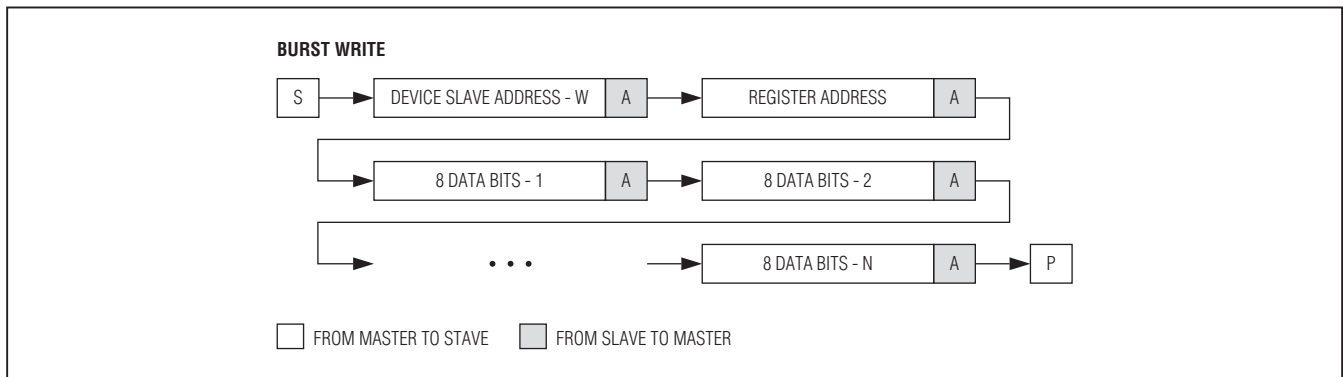 BURST WRITE
S DEVICE SLAVE ADDRESS - W A REGISTER ADDRESS A
8 DATA BITS - 1 A 8 DATA BITS - 2 A
• • • 8 DATA BITS - N A P
FROM MASTER TO STAVE FROM SLAVE TO MASTER